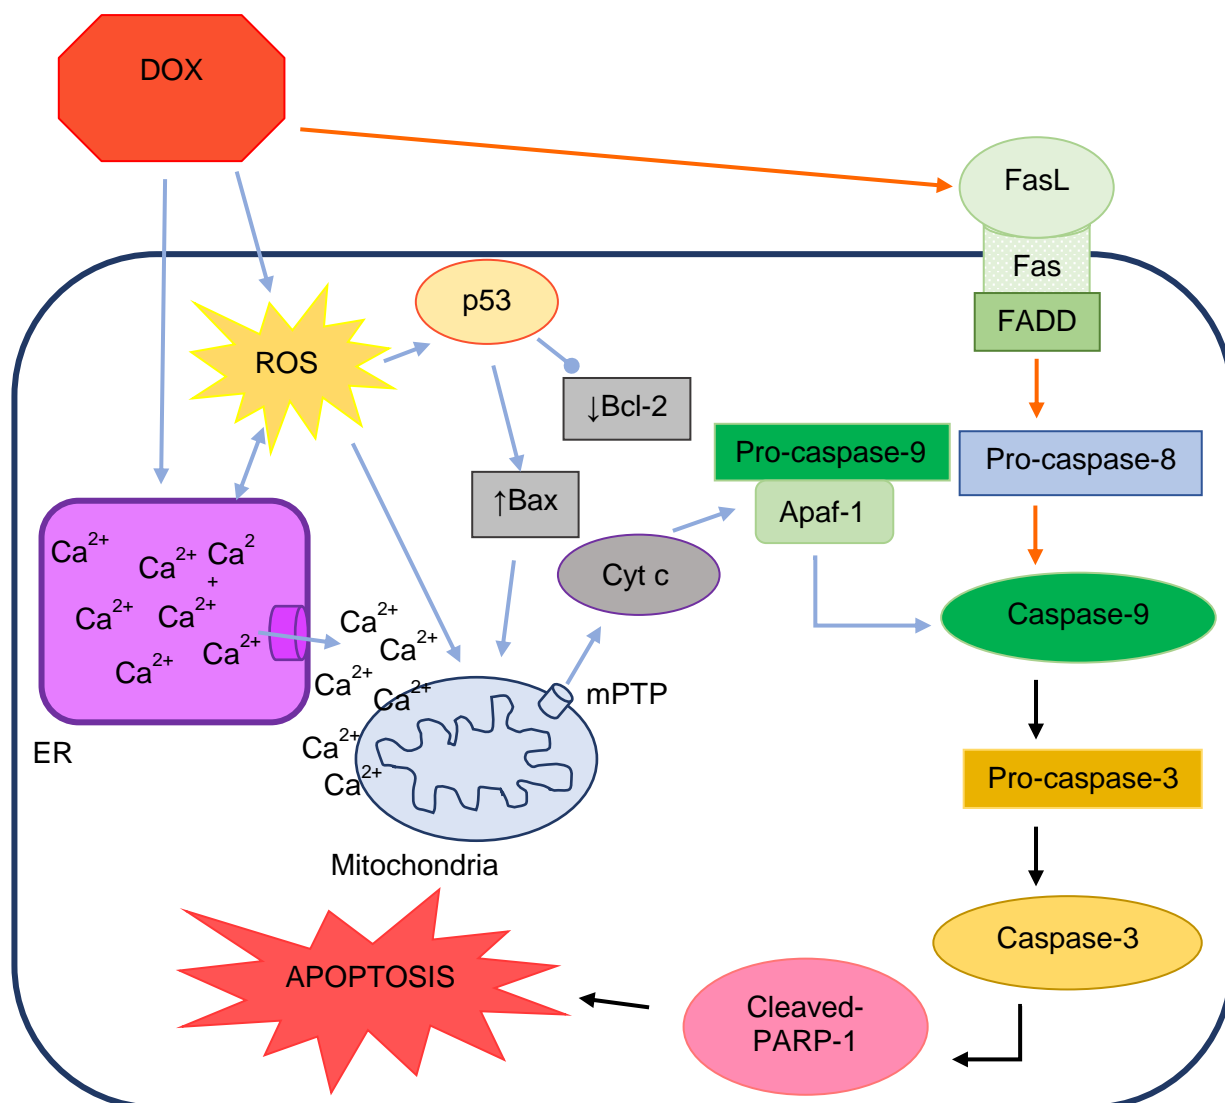 DOX
FasL
Fas
FADD
p53
ROS
↓Bcl-2
Pro-caspase-9
Pro-caspase-8
Apaf-1
↑Bax
Cyt c
Caspase-9
Ca2+
Ca2+
Ca2
+
Ca2+
Ca2+
Ca2+
Ca2+
Ca2+
Ca2+
Ca2+
Ca2+
Ca2+
Ca2+
mPTP
ER
Pro-caspase-3
Mitochondria
Caspase-3
APOPTOSIS
Cleaved-
PARP-1